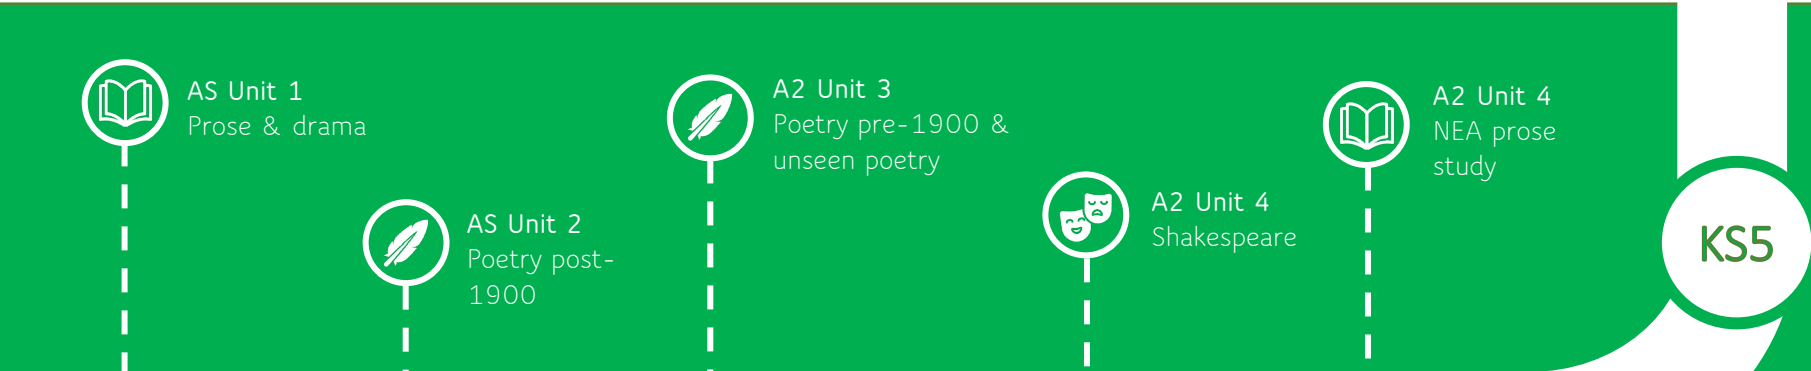 AS Unit 1
Prose & drama
AS Unit 2
Poetry post-
1900
A2 Unit 3
Poetry pre-1900 &
unseen poetry
A2 Unit 4
Shakespeare
A2 Unit 4
NEA prose
study
KS5